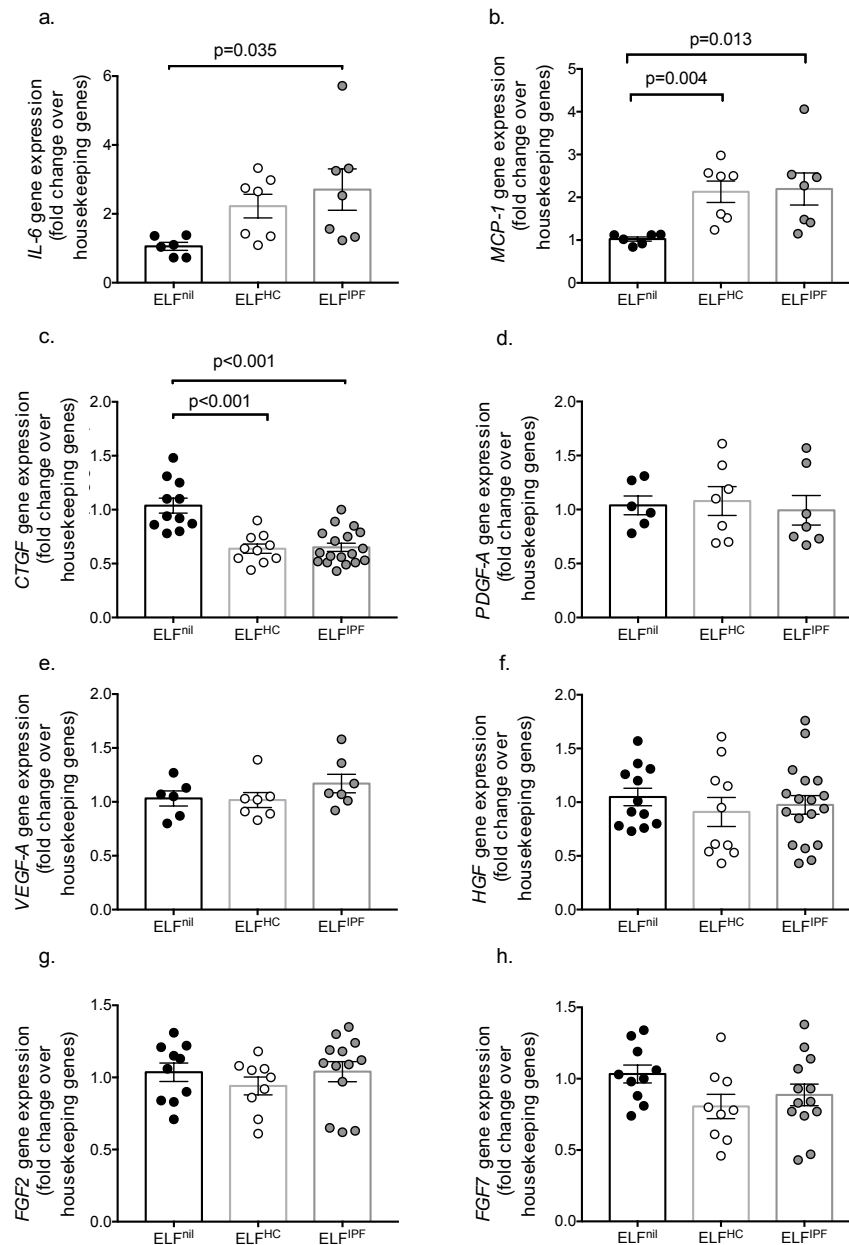 a.
p=0.035
IL-6 gene expression
(fold change over
housekeeping genes)
6
4
2
0
ELFnil ELFHC ELFIPF
b.
p=0.013
p=0.004
MCP-1 gene expression
(fold change over
housekeeping genes)
5
4
3
2
1
0
ELFnil ELFHC ELFIPF
c.
p<0.001
p<0.001
CTGF gene expression
(fold change over
housekeeping genes)
2.0
1.5
1.0
0.5
0.0
ELFnil ELFHC ELFIPF
d.
PDGF-A gene expression
(fold change over
housekeeping genes)
2.0
1.5
1.0
0.5
0.0
ELFnil ELFHC ELFIPF
e.
VEGF-A gene expression
(fold change over
housekeeping genes)
2.0
1.5
1.0
0.5
0.0
ELFnil ELFHC ELFIPF
f.
HGF gene expression
(fold change over
housekeeping genes)
2.0
1.5
1.0
0.5
0.0
ELFnil ELFHC ELFIPF
g.
FGF2 gene expression
(fold change over
housekeeping genes)
1.5
1.0
0.5
0.0
ELFnil ELFHC ELFIPF
h.
FGF7 gene expression
(fold change over
housekeeping genes)
1.5
1.0
0.5
0.0
ELFnil ELFHC ELFIPF